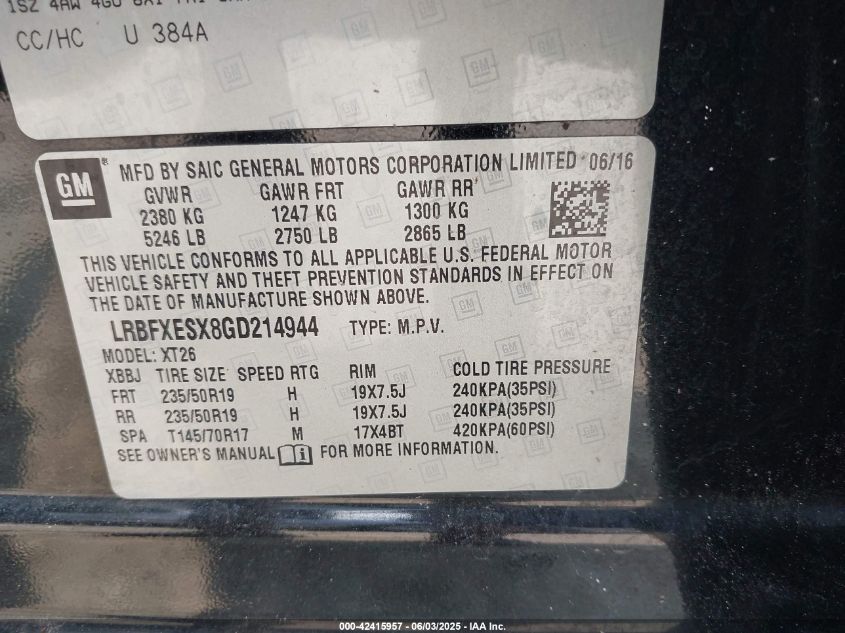 1SZ 4AW 4G0
CC/HC U 384A
GM
MFD BY SAIC GENERAL MOTORS CORPORATION LIMITED 06/16
GVWR GAWR FRT GAWR RR
2380 KG 1247 KG 1300 KG
5246 LB 2750 LB 2865 LB
THIS VEHICLE CONFORMS TO ALL APPLICABLE U.S. FEDERAL MOTOR
VEHICLE SAFETY AND THEFT PREVENTION STANDARDS IN EFFECT ON
THE DATE OF MANUFACTURE SHOWN ABOVE.
LRBFXESX8GD214944 TYPE: M.P.V.
MODEL: XT26
XBBJ TIRE SIZE SPEED RTG RIM COLD TIRE PRESSURE
FRT 235/50R19 H 19X7.5J 240KPA(35PSI)
RR 235/50R19 H 19X7.5J 240KPA(35PSI)
SPA T145/70R17 M 17X4BT 420KPA(60PSI)
SEE OWNER'S MANUAL i FOR MORE INFORMATION.
000-42415957 - 06/03/2025 - IAA Inc.